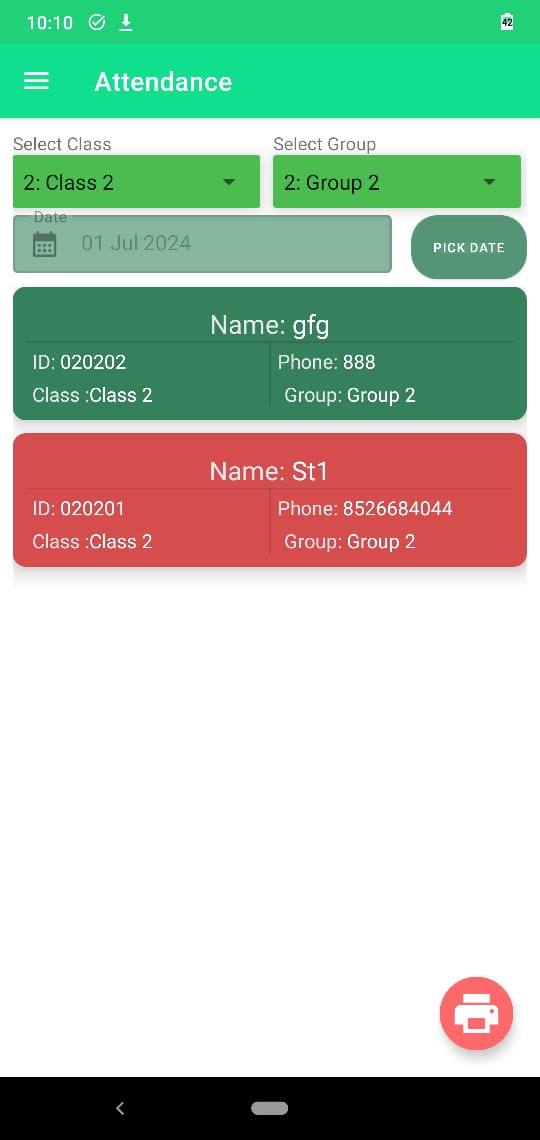 10:10
42
Attendance
Select Class
Select Group
2: Class 2
2: Group 2
Date
01 Jul 2024
PICK DATE
Name: gfg
ID: 020202
Phone: 888
Class :Class 2
Group: Group 2
Name: St1
ID: 020201
Phone: 8526684044
Class :Class 2
Group: Group 2